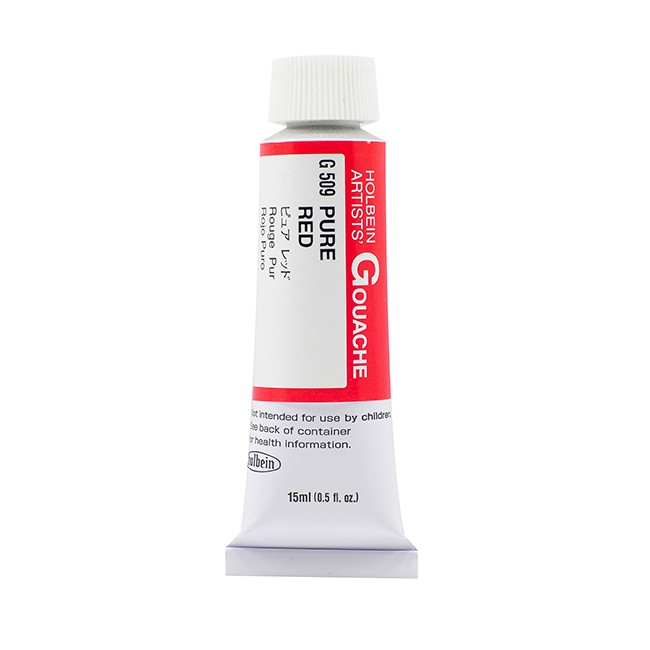 HOLBEIN
ARTISTS'
GOUACHE
G 509 PURE
RED
ピュア レッド
Rouge Pur
Rojo Puro
Not intended for use by children.
See back of container
for health information.
holbein
15ml (0.5 fl. oz.)